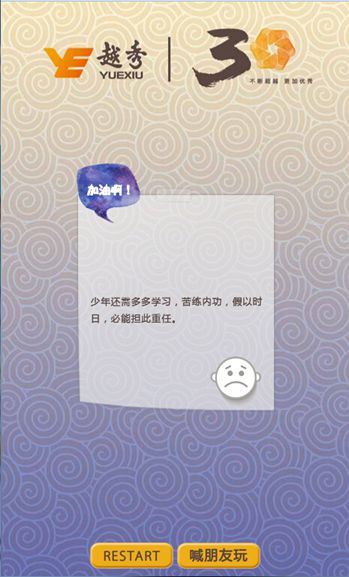 越秀
YUEXIU
30
不断超越 更加优秀
加油啊！
少年还需多多学习，苦练内功，假以时
日，必能担此重任。
RESTART
喊朋友玩